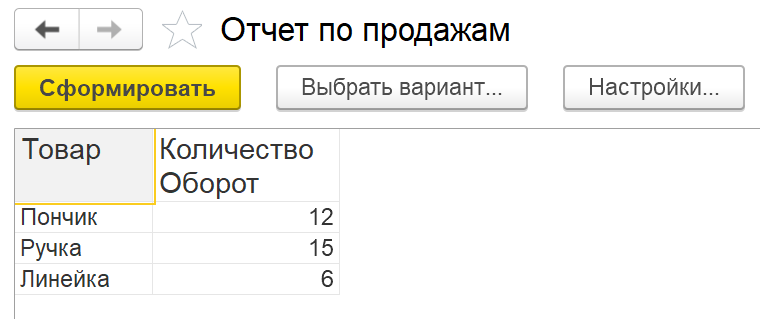 Отчет по продажам
Сформировать Выбрать вариант... Настройки...
Товар Количество
Оборот
Пончик 12
Ручка 15
Линейка 6